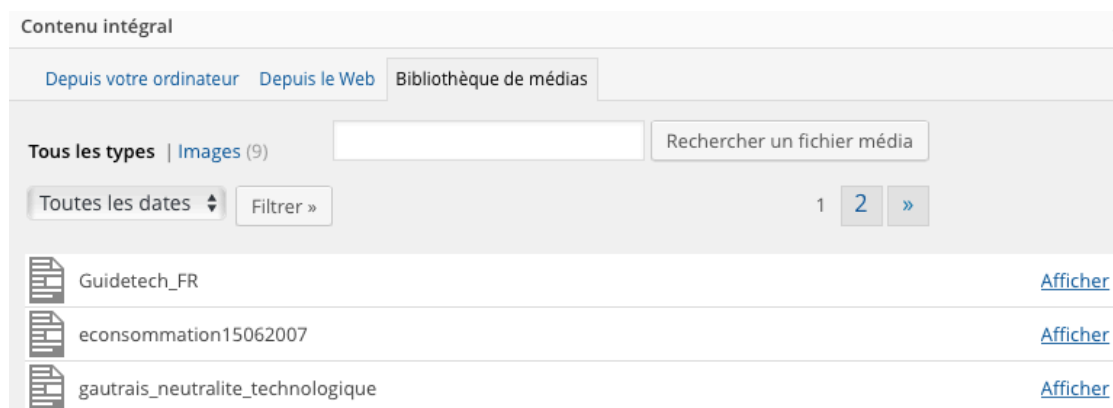 Contenu intégral
Depuis votre ordinateur Depuis le Web Bibliothèque de médias
Tous les types | Images (9) Rechercher un fichier média
Toutes les dates Filtrer » 1 2 »
Guidetech_FR Afficher
econsommation15062007 Afficher
gautrais_neutralite_technologique Afficher